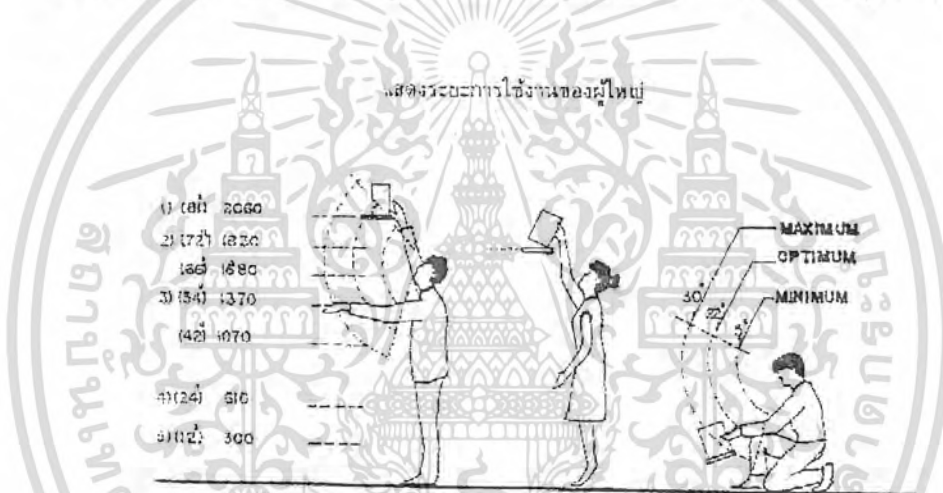 แสดงระยะการใช้งานของผู้ใหญ่
1) (81") 2060
2) (72") 1830
(66") 1680
3) (54") 1370
(42") 1070
4) (24") 610
5) (12") 300
MAXIMUM
OPTIMUM
MINIMUM
30"
22"
5"